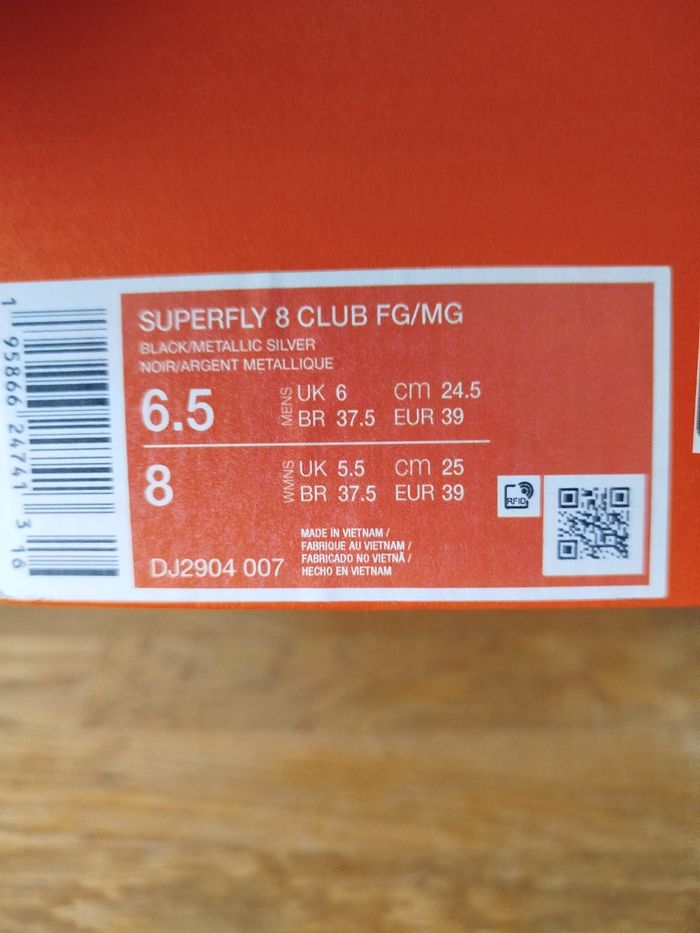 SUPERFLY 8 CLUB FG/MG
BLACK/METALLIC SILVER
NOIR/ARGENT METALLIQUE
6.5 MENS UK 6 cm 24.5
BR 37.5 EUR 39
8 WMNS UK 5.5 cm 25
BR 37.5 EUR 39
RFID
MADE IN VIETNAM /
FABRIQUE AU VIETNAM /
FABRICADO NO VIETNÃ /
HECHO EN VIETNAM
DJ2904 007
1 95866 24741 3 16